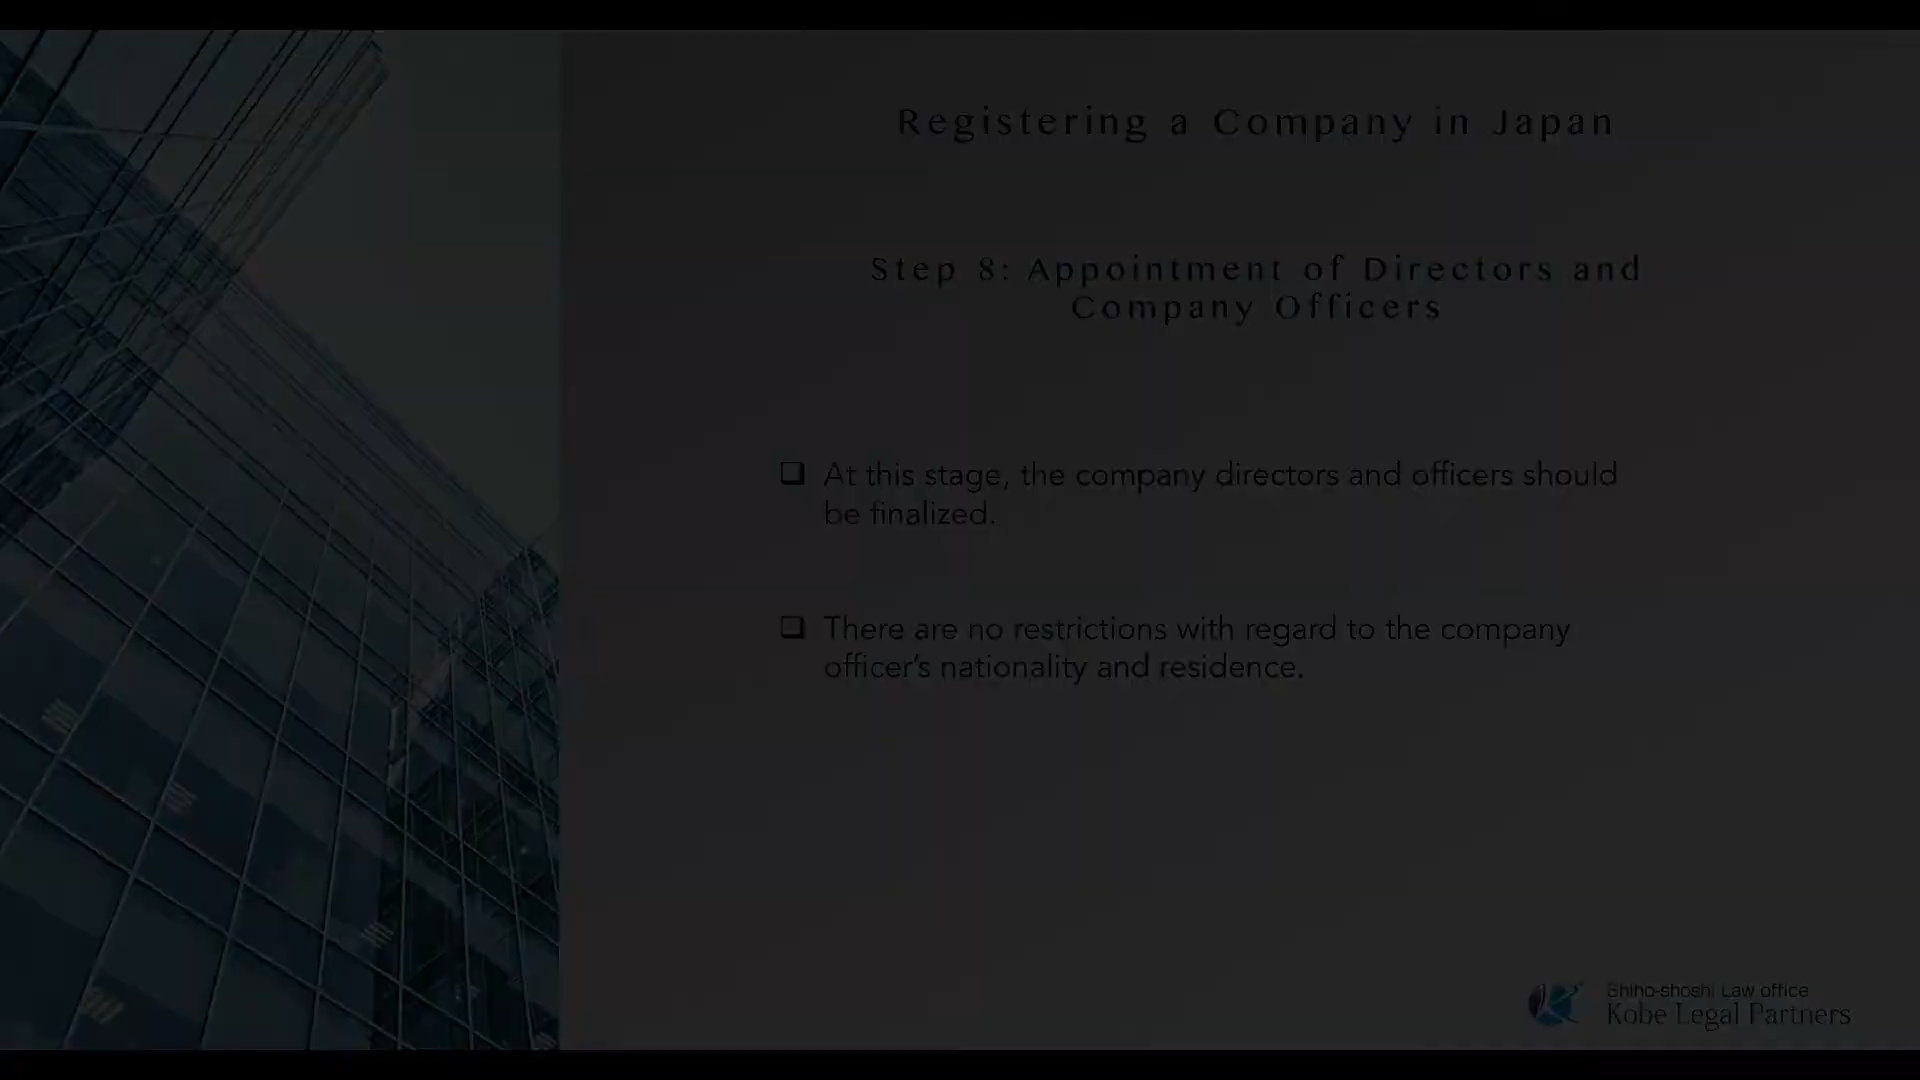 Registering a Company in Japan
Step 8: Appointment of Directors and
Company Officers
❑ At this stage, the company directors and officers should
be finalized.
❑ There are no restrictions with regard to the company
officer's nationality and residence.
Shiho-shoshi Law office
Kobe Legal Partners